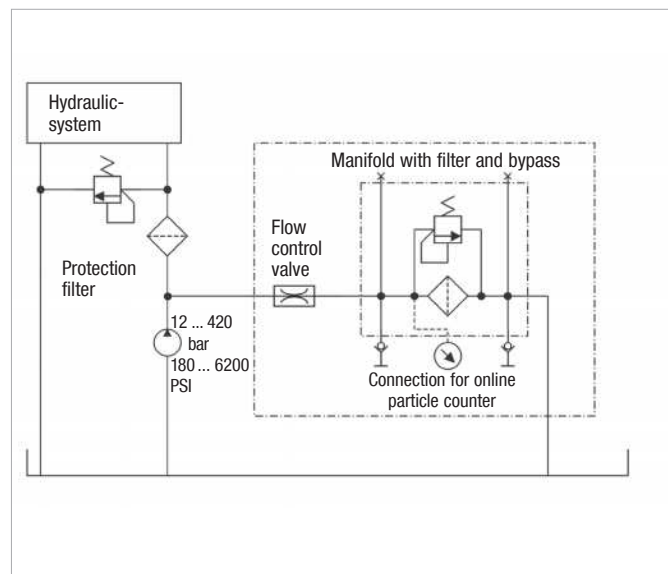 Hydraulic-
system
Manifold with filter and bypass
Flow
control
valve
Protection
filter
12 ... 420
bar
180 ... 6200
PSI
Connection for online
particle counter